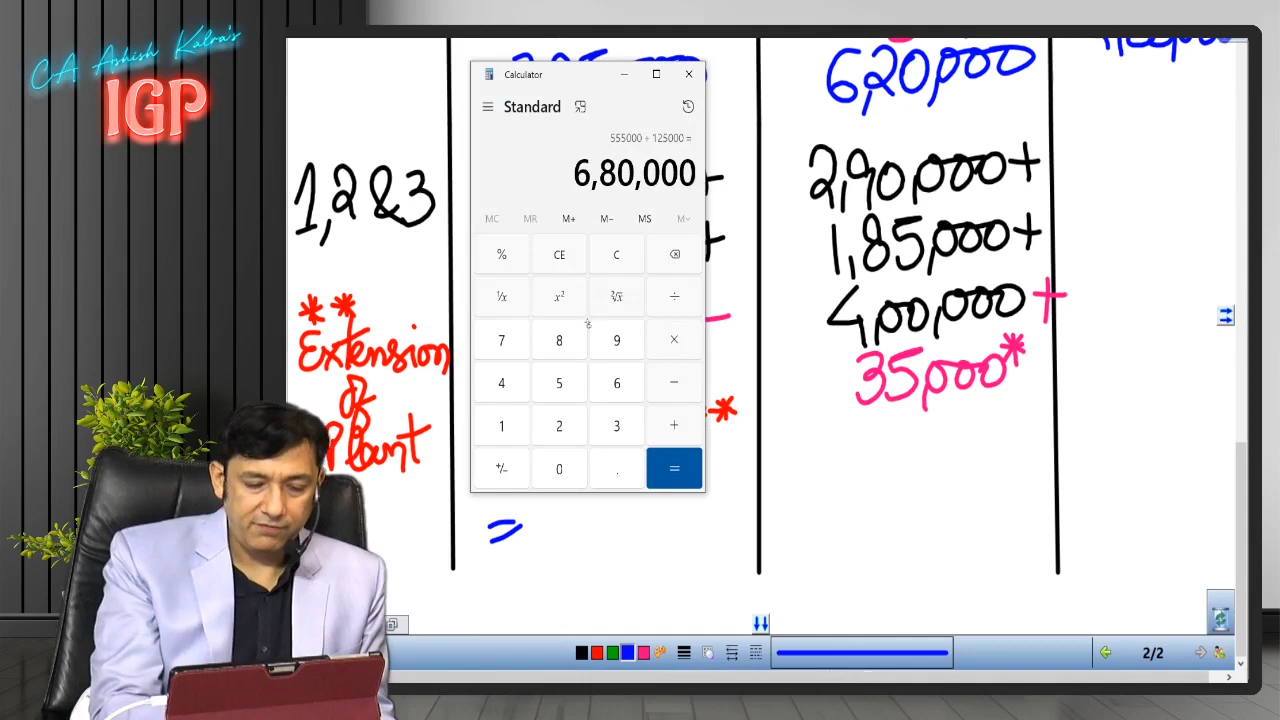 CA Ashish Kalra's
IGP
6,20,000
1,2 & 3
2,90,000+
1,85,000+
4,00,000+
35,000*
**
Extension
of
Plant
*
=
Calculator
Standard
555000 + 125000 =
6,80,000
MC MR M+ M− MS M˅
% CE C ⌫
¹/x x² ³√x ÷
7 8 9 ×
4 5 6 −
1 2 3 +
+/− 0 . =
2/2